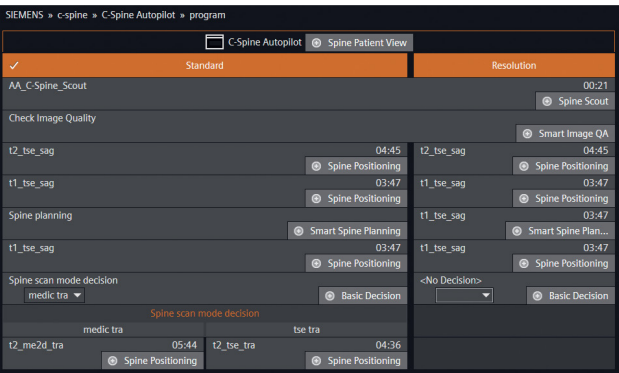 SIEMENS » c-spine » C-Spine Autopilot » program
C-Spine Autopilot Spine Patient View
Standard Resolution
AA_C-Spine_Scout 00:21
Spine Scout
Check Image Quality
Smart Image QA
t2_tse_sag 04:45 t2_tse_sag 04:45
Spine Positioning Spine Positioning
t1_tse_sag 03:47 t1_tse_sag 03:47
Spine Positioning Spine Positioning
Spine planning t1_tse_sag 03:47
Smart Spine Planning Smart Spine Plan...
t1_tse_sag 03:47 t1_tse_sag 03:47
Spine Positioning Spine Positioning
Spine scan mode decision <No Decision>
medic tra Basic Decision Basic Decision
Spine scan mode decision
medic tra tse tra
t2_me2d_tra 05:44 t2_tse_tra 04:36
Spine Positioning Spine Positioning